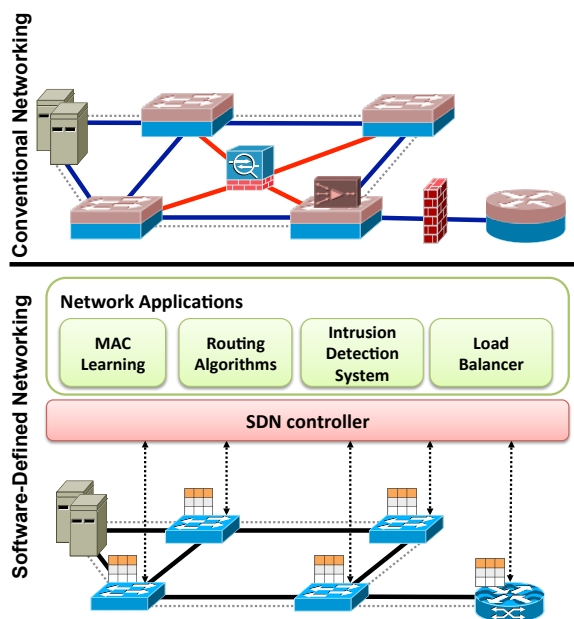 Conventional Networking
Software-Defined Networking
Network Applications
MAC
Learning
Routing
Algorithms
Intrusion
Detection
System
Load
Balancer
SDN controller